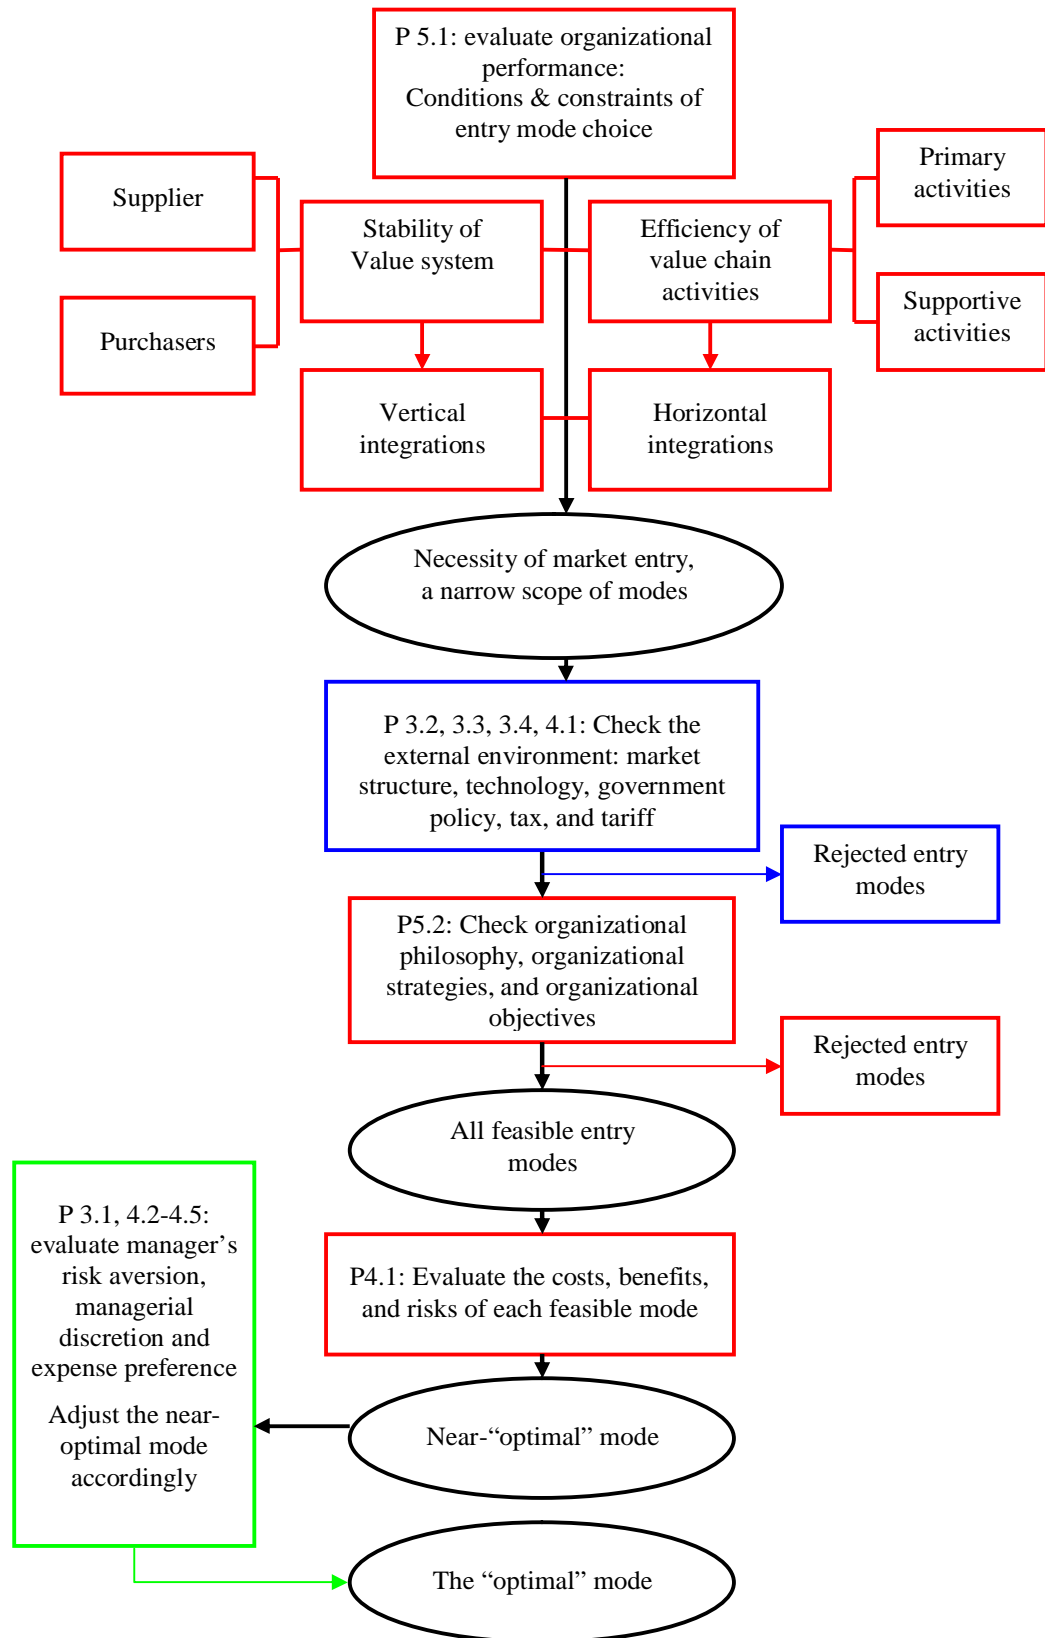 P 5.1: evaluate organizational
performance:
Conditions & constraints of
entry mode choice
Supplier
Purchasers
Stability of
Value system
Efficiency of
value chain
activities
Primary
activities
Supportive
activities
Vertical
integrations
Horizontal
integrations
Necessity of market entry,
a narrow scope of modes
P 3.2, 3.3, 3.4, 4.1: Check the
external environment: market
structure, technology, government
policy, tax, and tariff
Rejected entry
modes
P5.2: Check organizational
philosophy, organizational
strategies, and organizational
objectives
Rejected entry
modes
All feasible entry
modes
P 3.1, 4.2-4.5:
evaluate manager’s
risk aversion,
managerial
discretion and
expense preference
Adjust the near-
optimal mode
accordingly
P4.1: Evaluate the costs, benefits,
and risks of each feasible mode
Near-“optimal” mode
The “optimal” mode